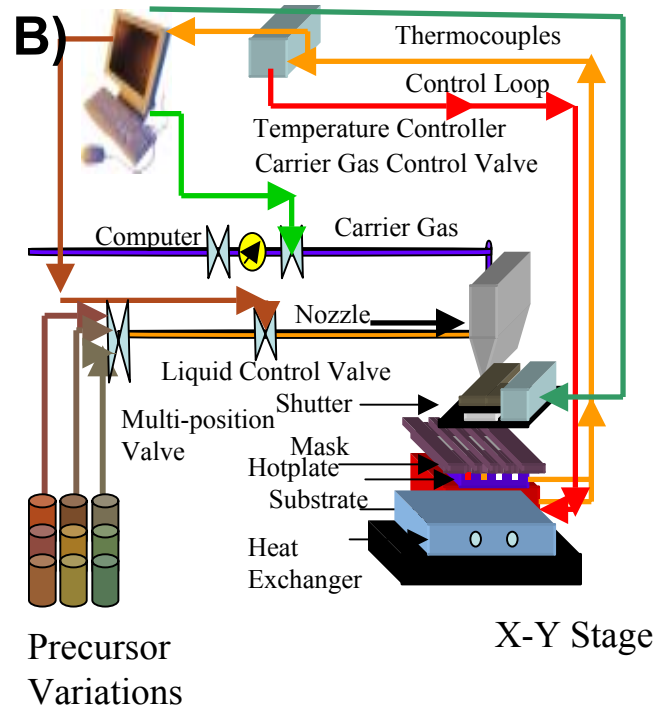 B)
Thermocouples
Control Loop
Temperature Controller
Carrier Gas Control Valve
Computer
Carrier Gas
Nozzle
Liquid Control Valve
Shutter
Multi-position
Valve
Mask
Hotplate
Substrate
Heat
Exchanger
Precursor
Variations
X-Y Stage